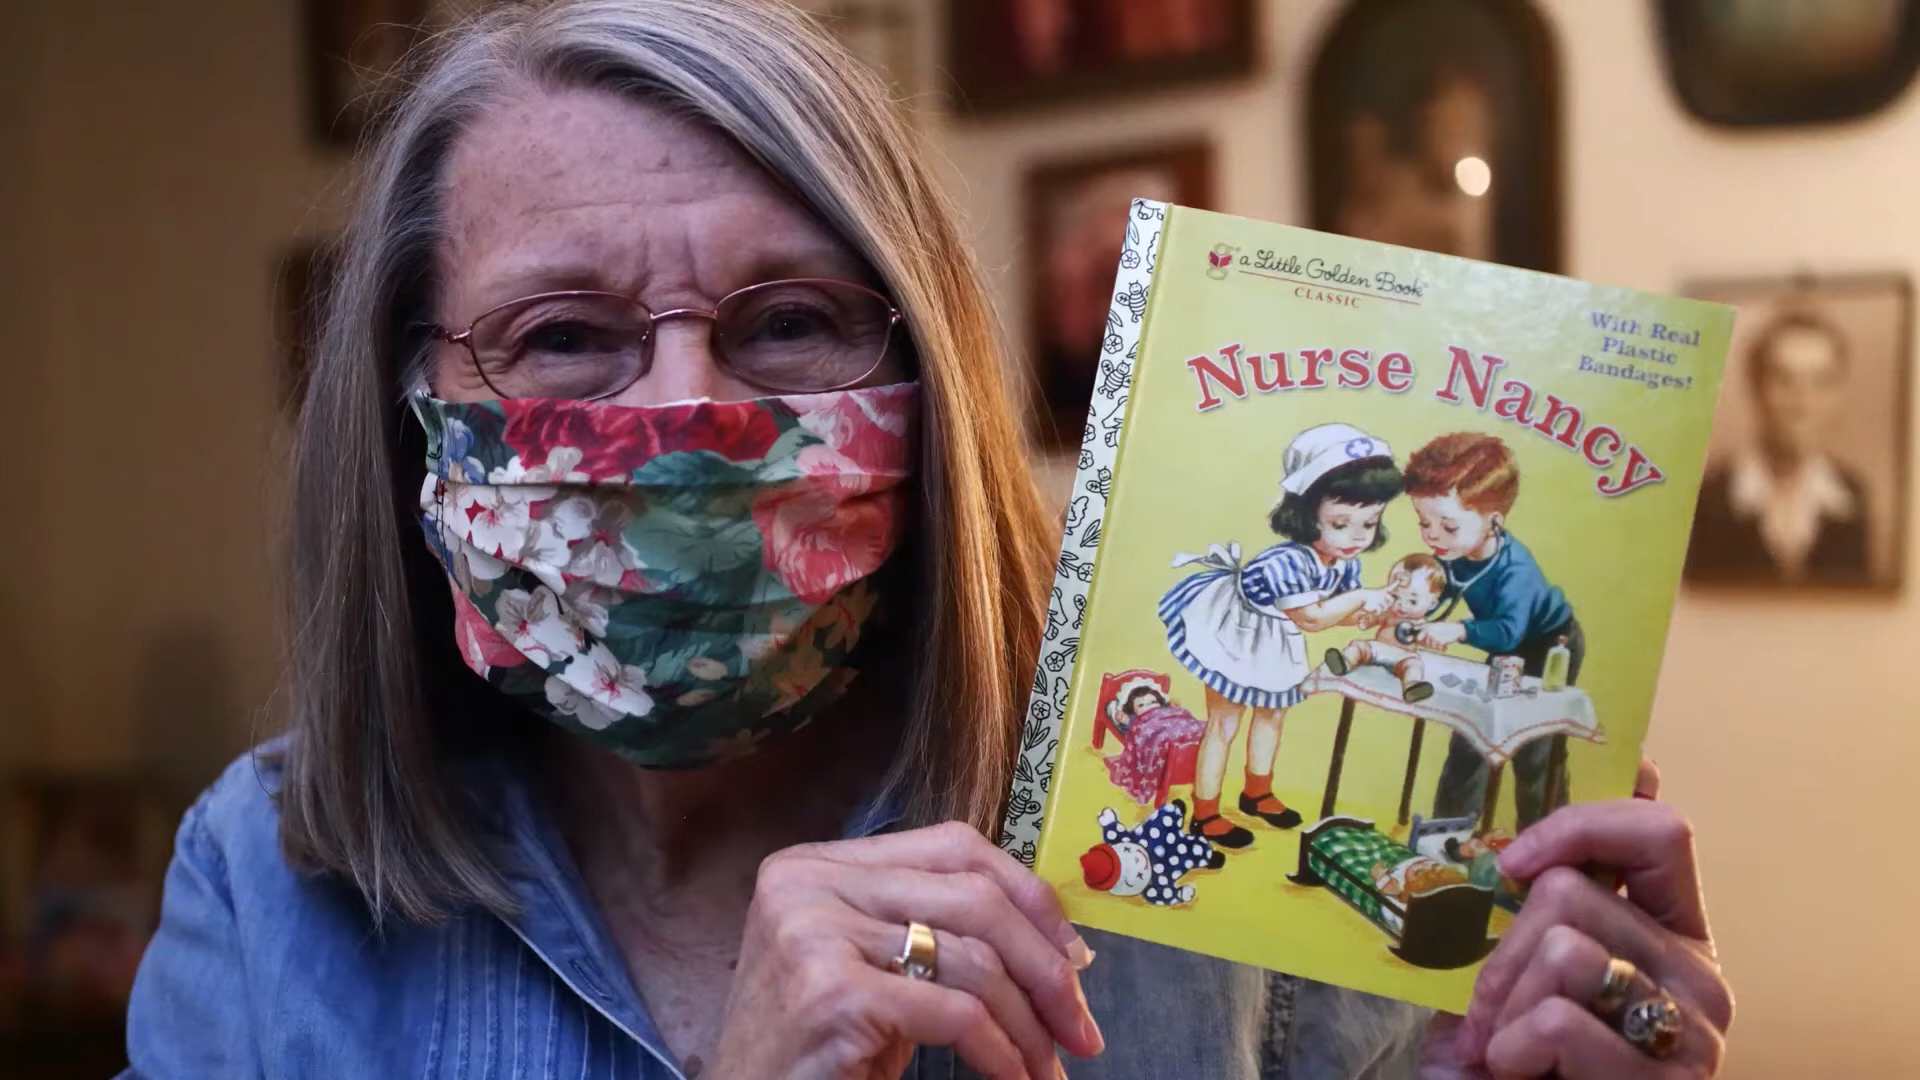 a Little Golden Book®
CLASSIC
With Real
Plastic
Bandages!
Nurse Nancy